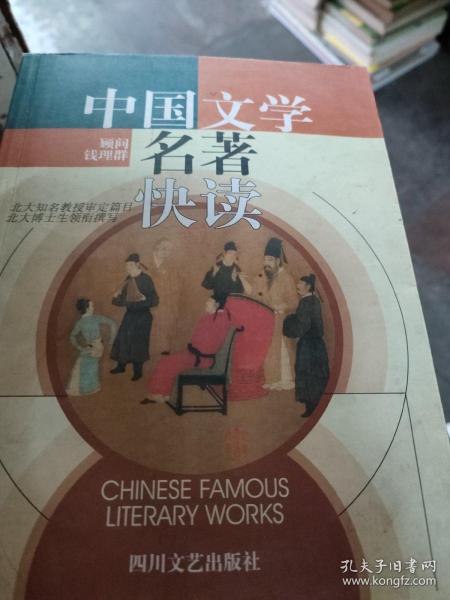 中国文学
名著
快读
顾问
钱理群
北大知名教授审定篇目
北大博士生领衔撰写
CHINESE FAMOUS
LITERARY WORKS
四川文艺出版社
孔夫子旧书网
www.kongfz.com